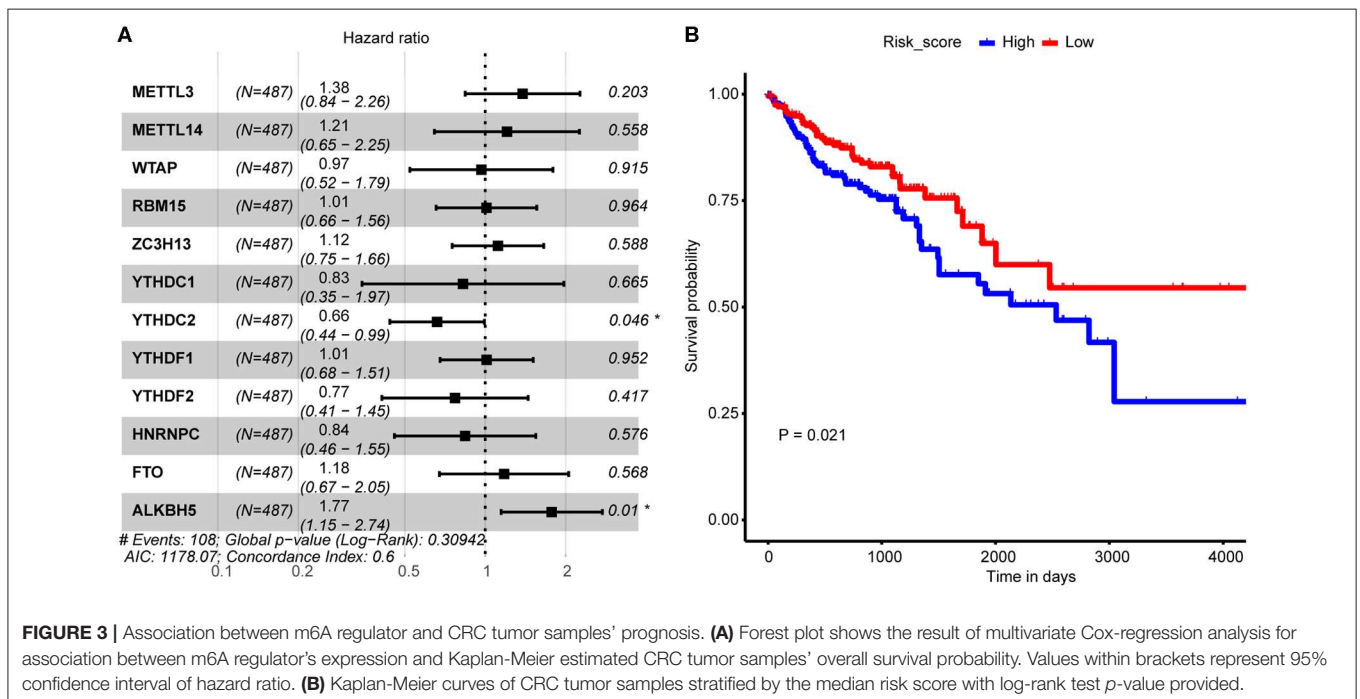 A
Hazard ratio
METTL3 (N=487) 1.38 (0.84 − 2.26) 0.203
METTL14 (N=487) 1.21 (0.65 − 2.25) 0.558
WTAP (N=487) 0.97 (0.52 − 1.79) 0.915
RBM15 (N=487) 1.01 (0.66 − 1.56) 0.964
ZC3H13 (N=487) 1.12 (0.75 − 1.66) 0.588
YTHDC1 (N=487) 0.83 (0.35 − 1.97) 0.665
YTHDC2 (N=487) 0.66 (0.44 − 0.99) 0.046 *
YTHDF1 (N=487) 1.01 (0.68 − 1.51) 0.952
YTHDF2 (N=487) 0.77 (0.41 − 1.45) 0.417
HNRNPC (N=487) 0.84 (0.46 − 1.55) 0.576
FTO (N=487) 1.18 (0.67 − 2.05) 0.568
ALKBH5 (N=487) 1.77 (1.15 − 2.74) 0.01 *
# Events: 108; Global p−value (Log−Rank): 0.30942
AIC: 1178.07; Concordance Index: 0.6
0.1 0.2 0.5 1 2
B
Risk_score High Low
Survival probability
1.00
0.75
0.50
0.25
0.00
P = 0.021
0 1000 2000 3000 4000
Time in days
FIGURE 3 | Association between m6A regulator and CRC tumor samples' prognosis. (A) Forest plot shows the result of multivariate Cox-regression analysis for
association between m6A regulator's expression and Kaplan-Meier estimated CRC tumor samples' overall survival probability. Values within brackets represent 95%
confidence interval of hazard ratio. (B) Kaplan-Meier curves of CRC tumor samples stratified by the median risk score with log-rank test p-value provided.